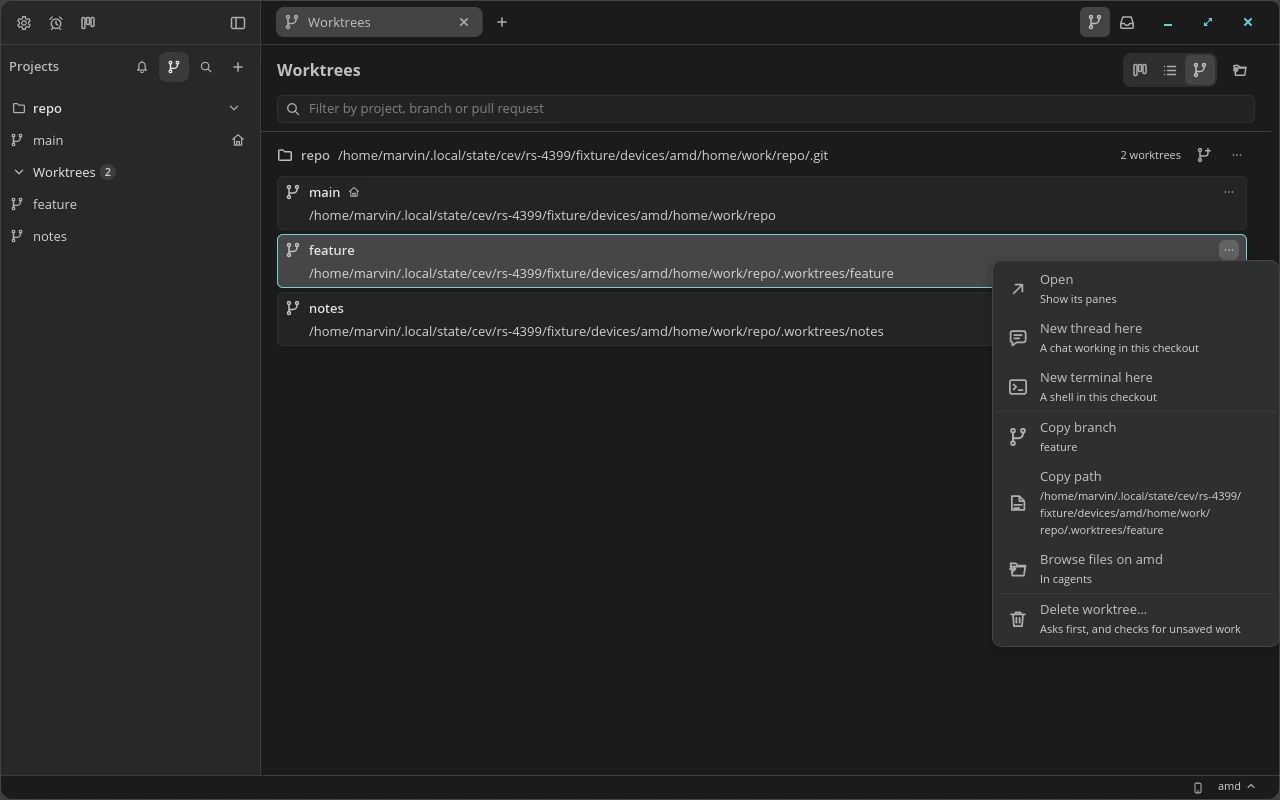 Worktrees
Projects
repo
main
Worktrees 2
feature
notes
Worktrees
Filter by project, branch or pull request
repo /home/marvin/.local/state/cev/rs-4399/fixture/devices/amd/home/work/repo/.git 2 worktrees
main
/home/marvin/.local/state/cev/rs-4399/fixture/devices/amd/home/work/repo
feature
/home/marvin/.local/state/cev/rs-4399/fixture/devices/amd/home/work/repo/.worktrees/feature
notes
/home/marvin/.local/state/cev/rs-4399/fixture/devices/amd/home/work/repo/.worktrees/notes
Open
Show its panes
New thread here
A chat working in this checkout
New terminal here
A shell in this checkout
Copy branch
feature
Copy path
/home/marvin/.local/state/cev/rs-4399/
fixture/devices/amd/home/work/
repo/.worktrees/feature
Browse files on amd
In cagents
Delete worktree...
Asks first, and checks for unsaved work
amd